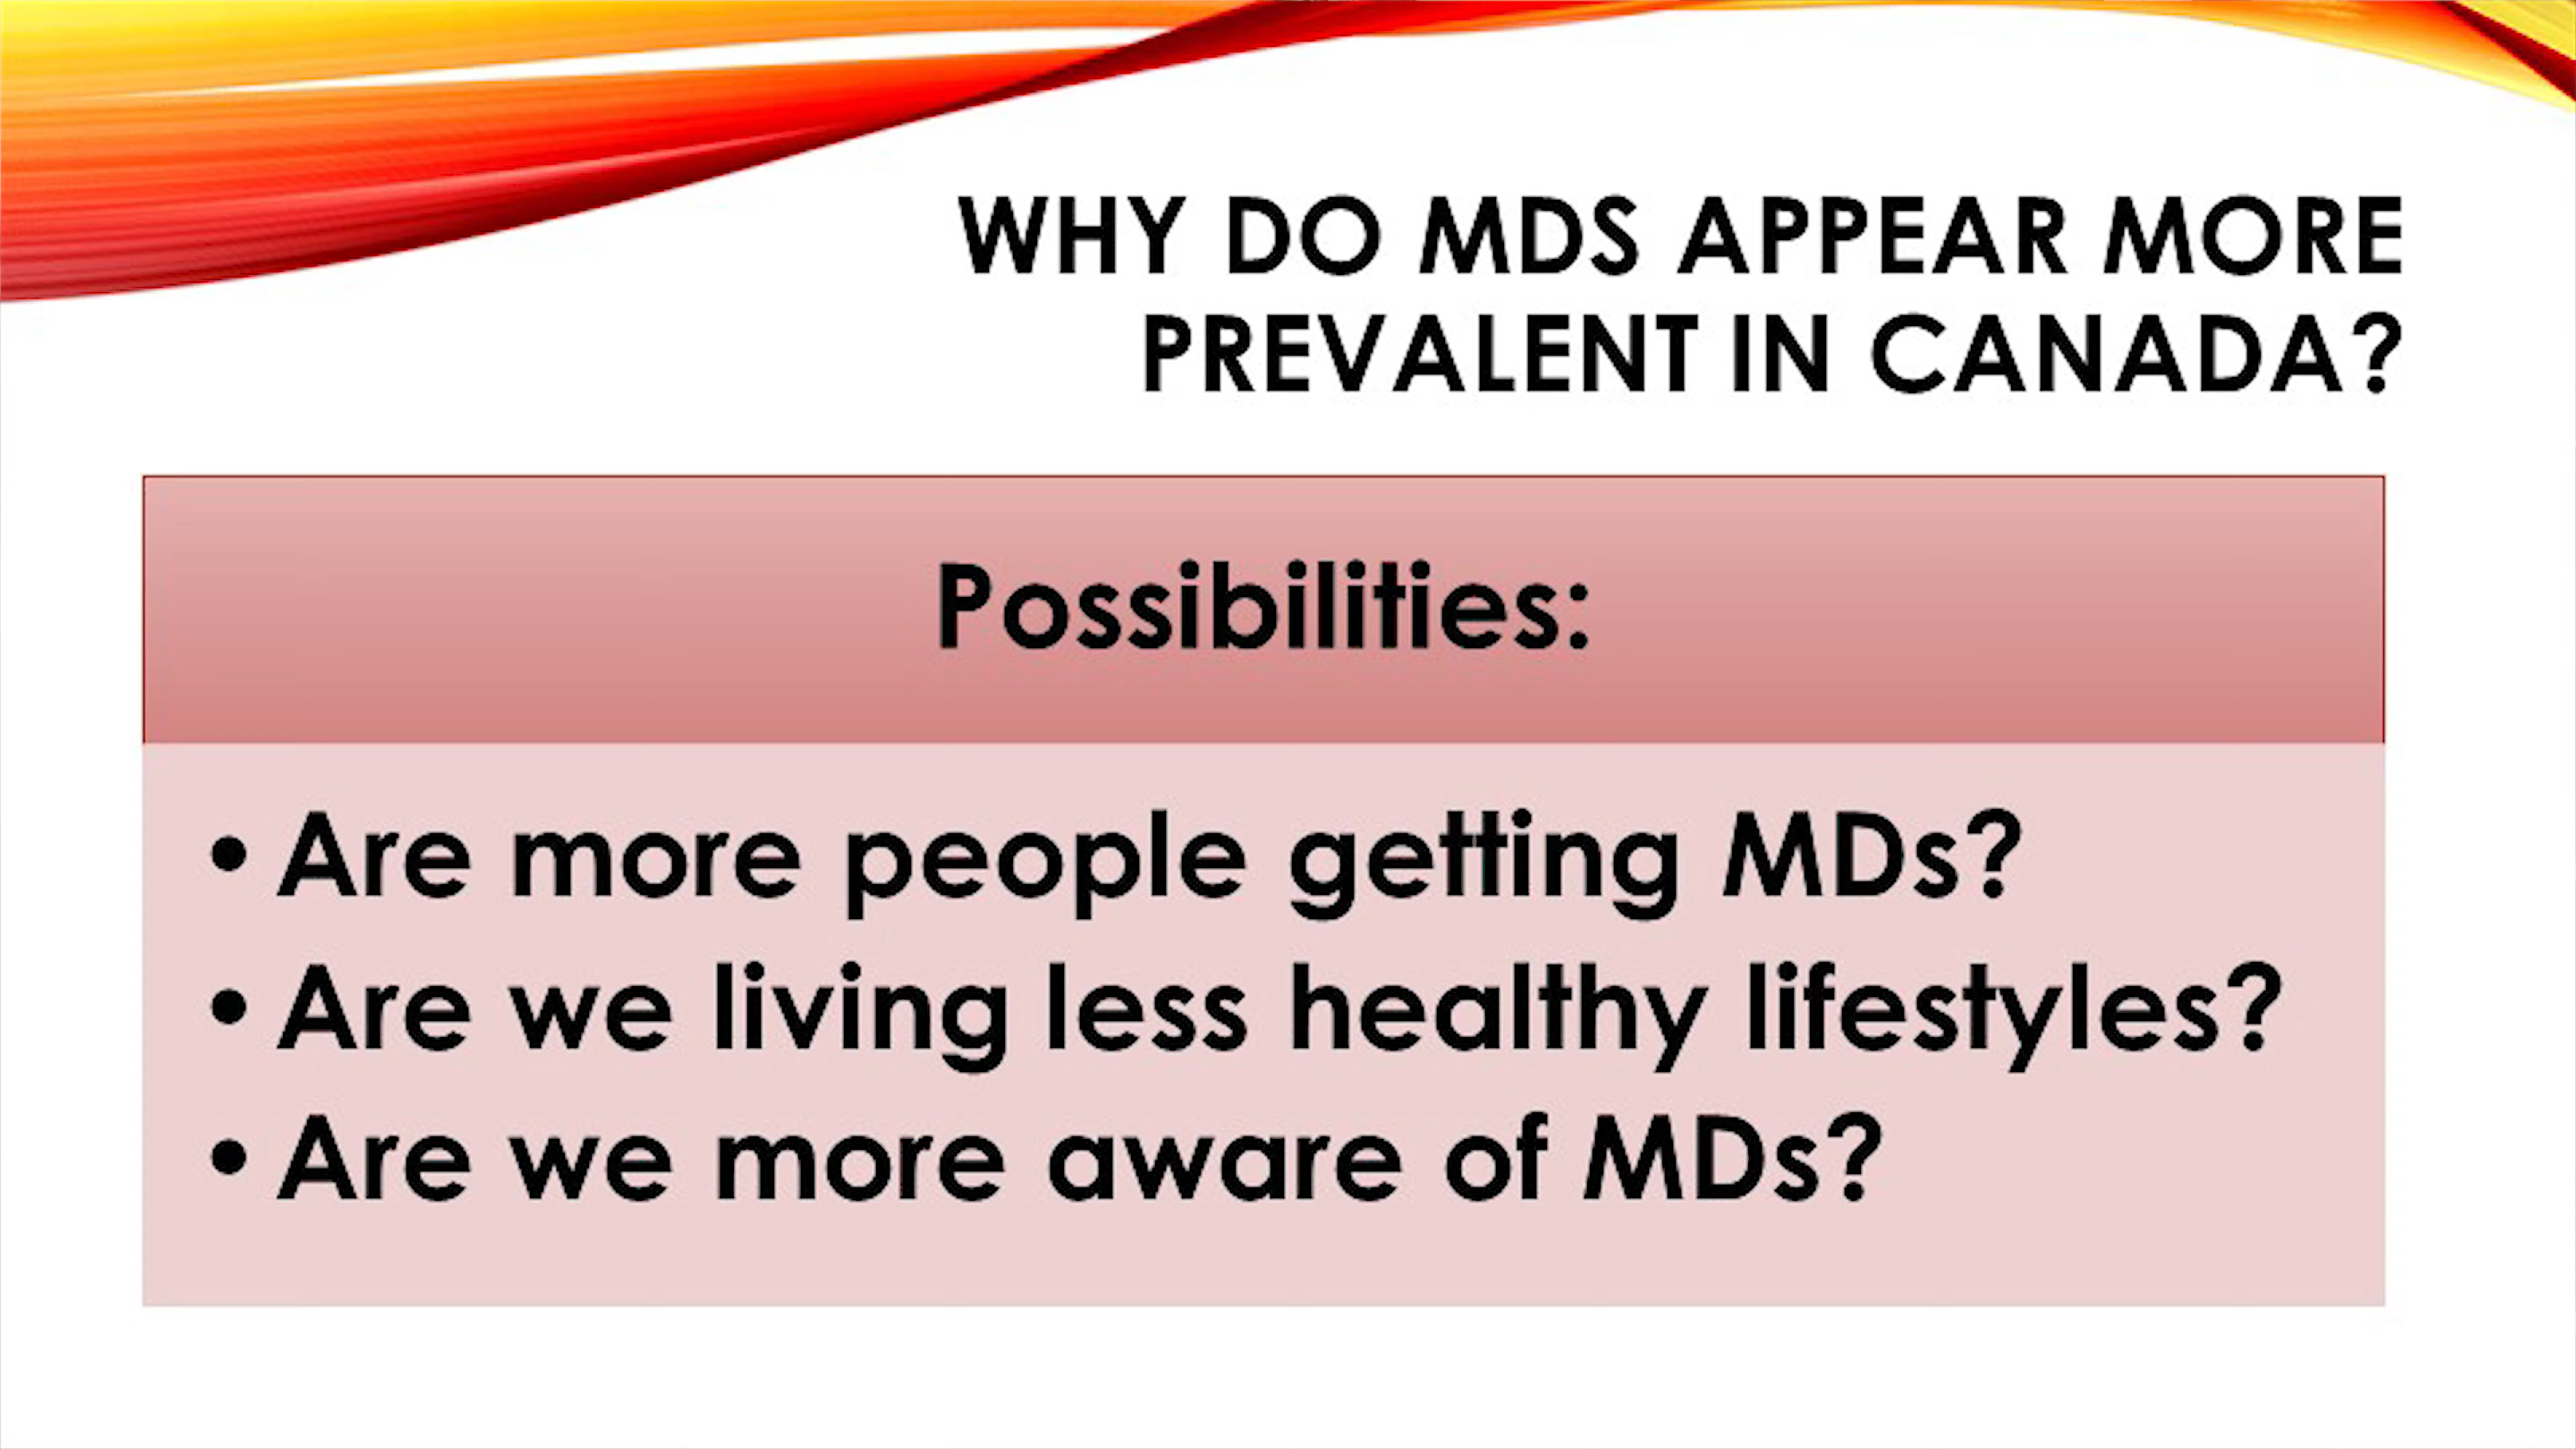 WHY DO MDS APPEAR MORE
PREVALENT IN CANADA?
Possibilities:
• Are more people getting MDs?
• Are we living less healthy lifestyles?
• Are we more aware of MDs?